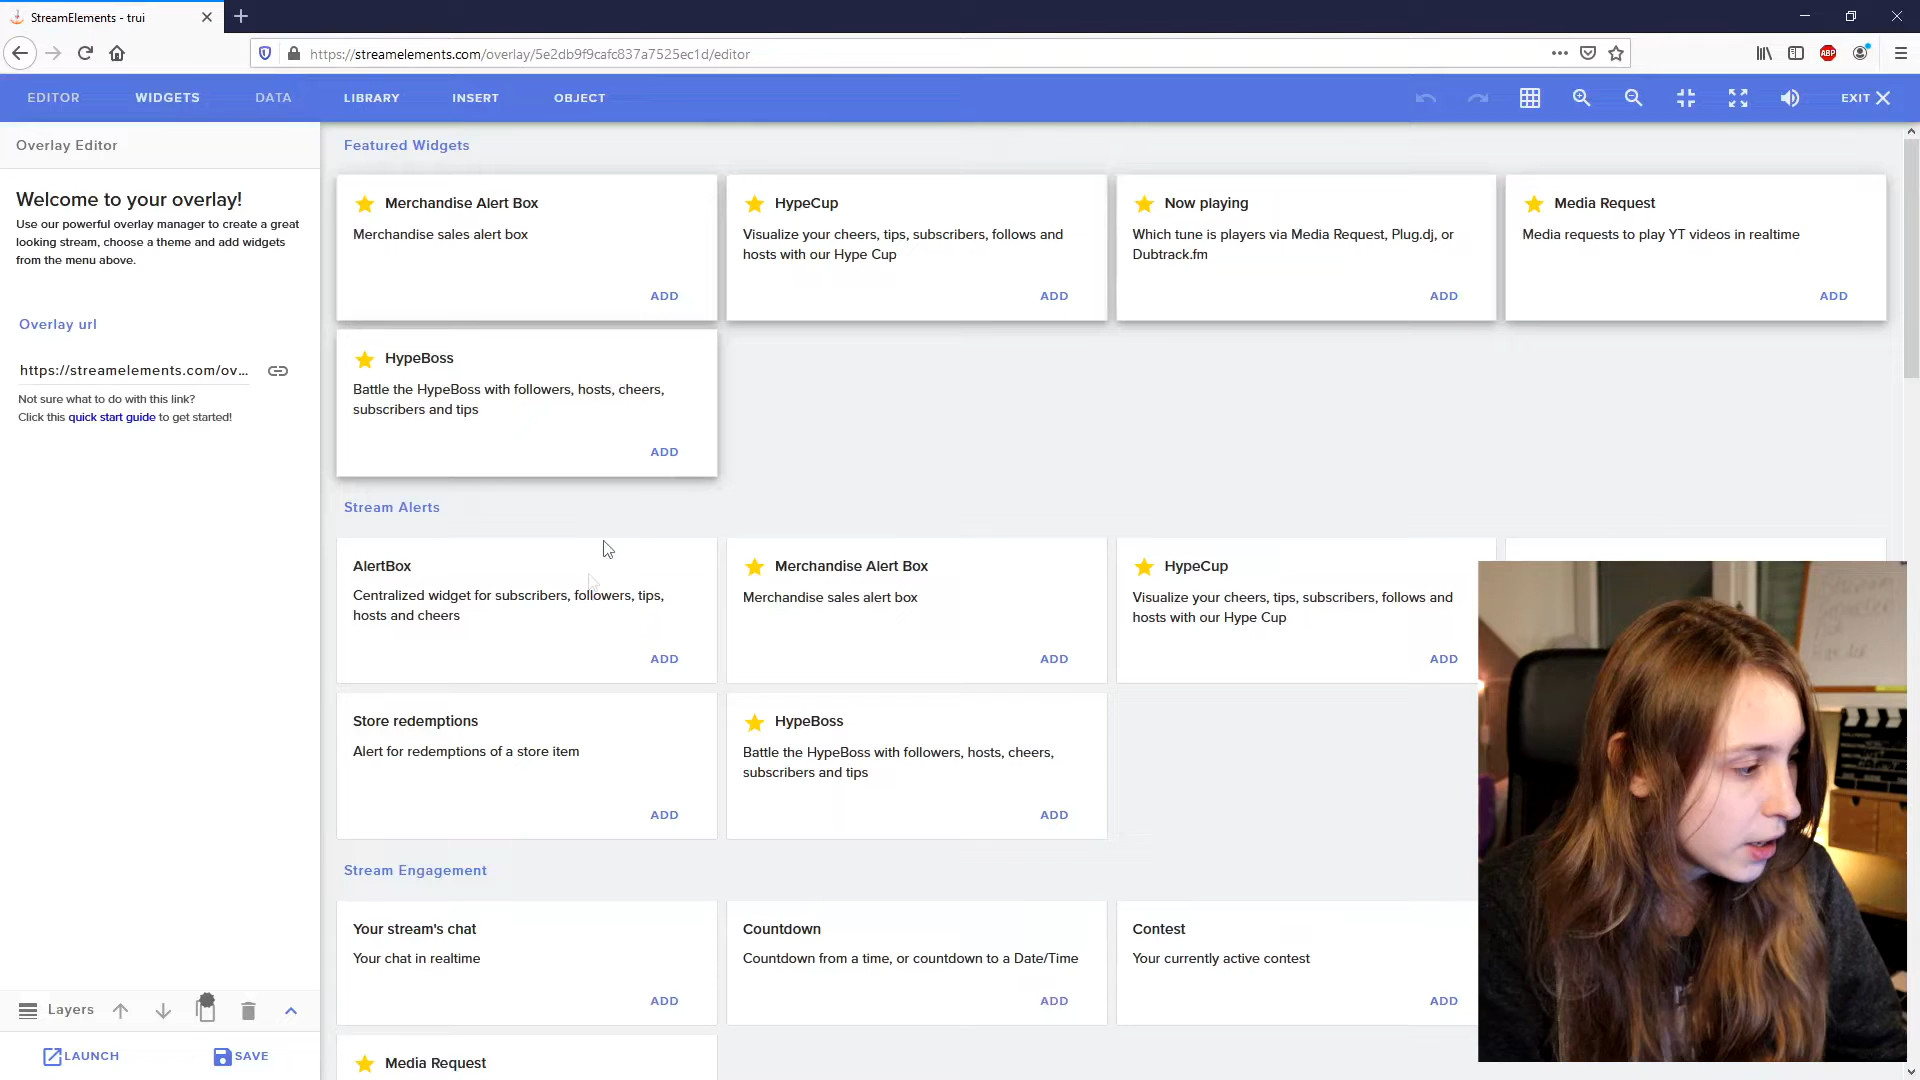 StreamElements - trui
https://streamelements.com/overlay/5e2db9f9cafc837a7525ec1d/editor
ABP
EDITOR
WIDGETS
DATA
LIBRARY
INSERT
OBJECT
EXIT
Overlay Editor
Welcome to your overlay!
Use our powerful overlay manager to create a great
looking stream, choose a theme and add widgets
from the menu above.
Overlay url
https://streamelements.com/ov...
Not sure what to do with this link?
Click this quick start guide to get started!
Layers
LAUNCH
SAVE
Featured Widgets
Merchandise Alert Box
Merchandise sales alert box
ADD
HypeCup
Visualize your cheers, tips, subscribers, follows and
hosts with our Hype Cup
ADD
Now playing
Which tune is players via Media Request, Plug.dj, or
Dubtrack.fm
ADD
Media Request
Media requests to play YT videos in realtime
ADD
HypeBoss
Battle the HypeBoss with followers, hosts, cheers,
subscribers and tips
ADD
Stream Alerts
AlertBox
Centralized widget for subscribers, followers, tips,
hosts and cheers
ADD
Merchandise Alert Box
Merchandise sales alert box
ADD
HypeCup
Visualize your cheers, tips, subscribers, follows and
hosts with our Hype Cup
ADD
Store redemptions
Alert for redemptions of a store item
ADD
HypeBoss
Battle the HypeBoss with followers, hosts, cheers,
subscribers and tips
ADD
Stream Engagement
Your stream's chat
Your chat in realtime
ADD
Countdown
Countdown from a time, or countdown to a Date/Time
ADD
Contest
Your currently active contest
ADD
Media Request